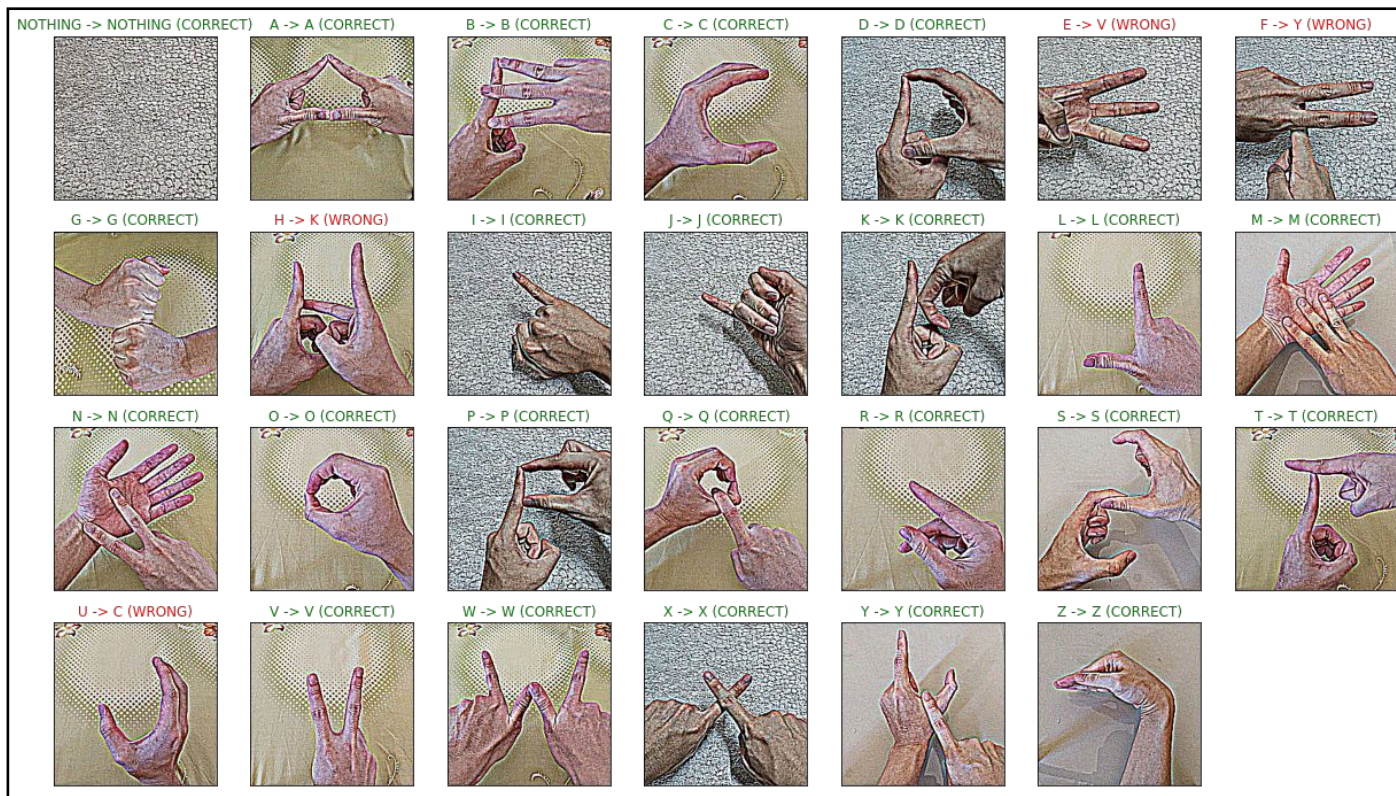 NOTHING -> NOTHING (CORRECT)
A -> A (CORRECT)
B -> B (CORRECT)
C -> C (CORRECT)
D -> D (CORRECT)
E -> V (WRONG)
F -> Y (WRONG)
G -> G (CORRECT)
H -> K (WRONG)
I -> I (CORRECT)
J -> J (CORRECT)
K -> K (CORRECT)
L -> L (CORRECT)
M -> M (CORRECT)
N -> N (CORRECT)
O -> O (CORRECT)
P -> P (CORRECT)
Q -> Q (CORRECT)
R -> R (CORRECT)
S -> S (CORRECT)
T -> T (CORRECT)
U -> C (WRONG)
V -> V (CORRECT)
W -> W (CORRECT)
X -> X (CORRECT)
Y -> Y (CORRECT)
Z -> Z (CORRECT)